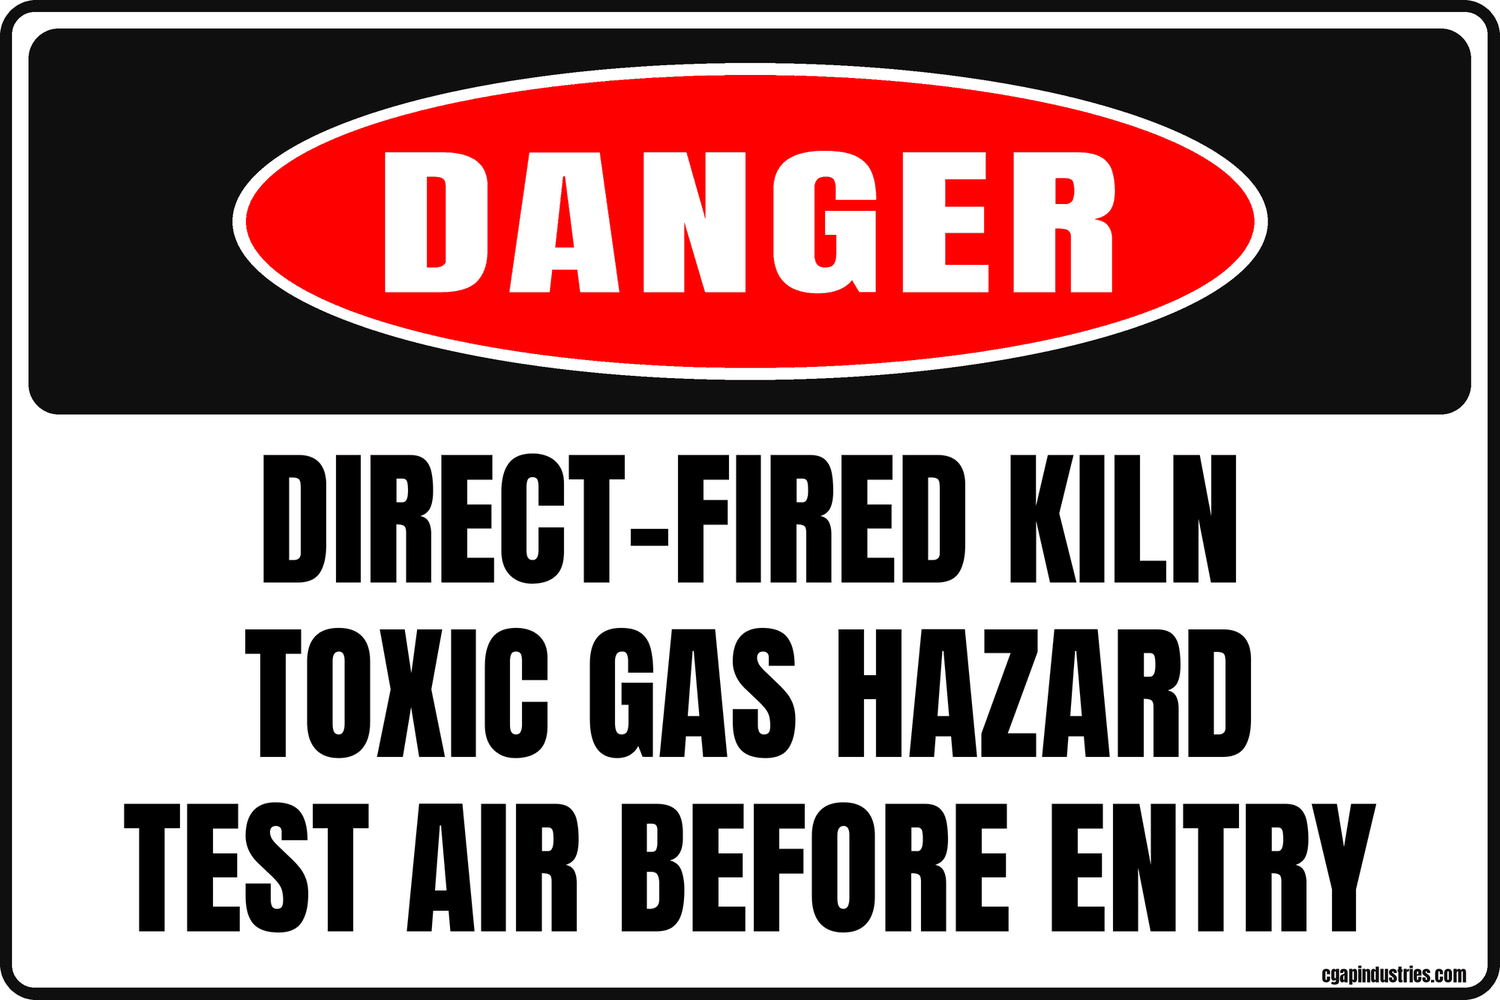 DANGER
DIRECT-FIRED KILN
TOXIC GAS HAZARD
TEST AIR BEFORE ENTRY
cgapindustries.com